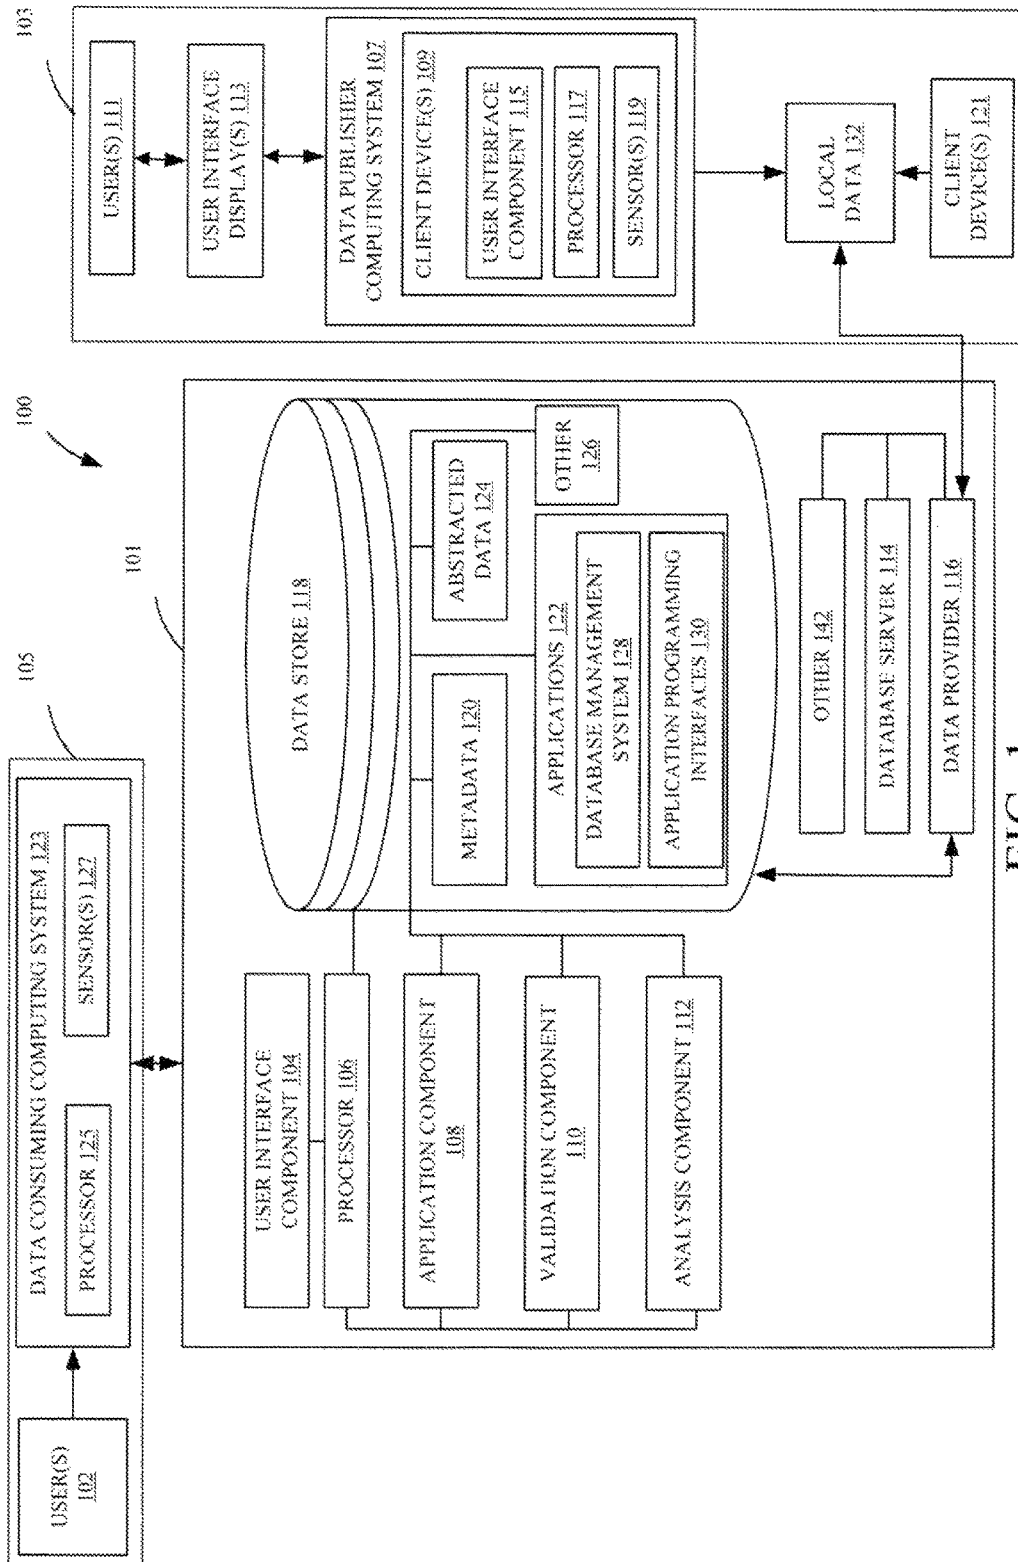 100
105
101
103
USER(S)
102
DATA CONSUMING COMPUTING SYSTEM 123
PROCESSOR 125
SENSOR(S) 127
USER INTERFACE
COMPONENT 104
PROCESSOR 106
APPLICATION COMPONENT
108
VALIDATION COMPONENT
110
ANALYSIS COMPONENT 112
DATA STORE 118
METADATA 120
ABSTRACTED
DATA 124
APPLICATIONS 122
DATABASE MANAGEMENT
SYSTEM 128
APPLICATION PROGRAMMING
INTERFACES 130
OTHER
126
OTHER 142
DATABASE SERVER 114
DATA PROVIDER 116
USER(S) 111
USER INTERFACE
DISPLAY(S) 113
DATA PUBLISHER
COMPUTING SYSTEM 107
CLIENT DEVICE(S) 109
USER INTERFACE
COMPONENT 115
PROCESSOR 117
SENSOR(S) 119
LOCAL
DATA 132
CLIENT
DEVICE(S) 121